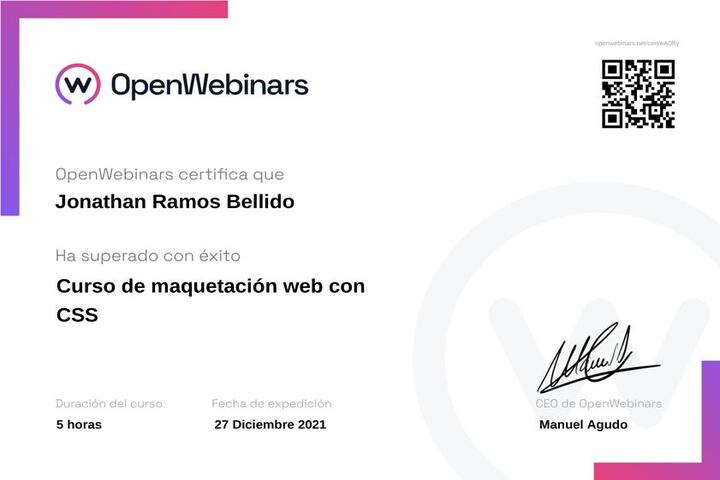 openwebinars.net/cert/eA0Ry
OpenWebinars
OpenWebinars certifica que
Jonathan Ramos Bellido
Ha superado con éxito
Curso de maquetación web con
CSS
Duración del curso
Fecha de expedición
CEO de OpenWebinars
5 horas
27 Diciembre 2021
Manuel Agudo